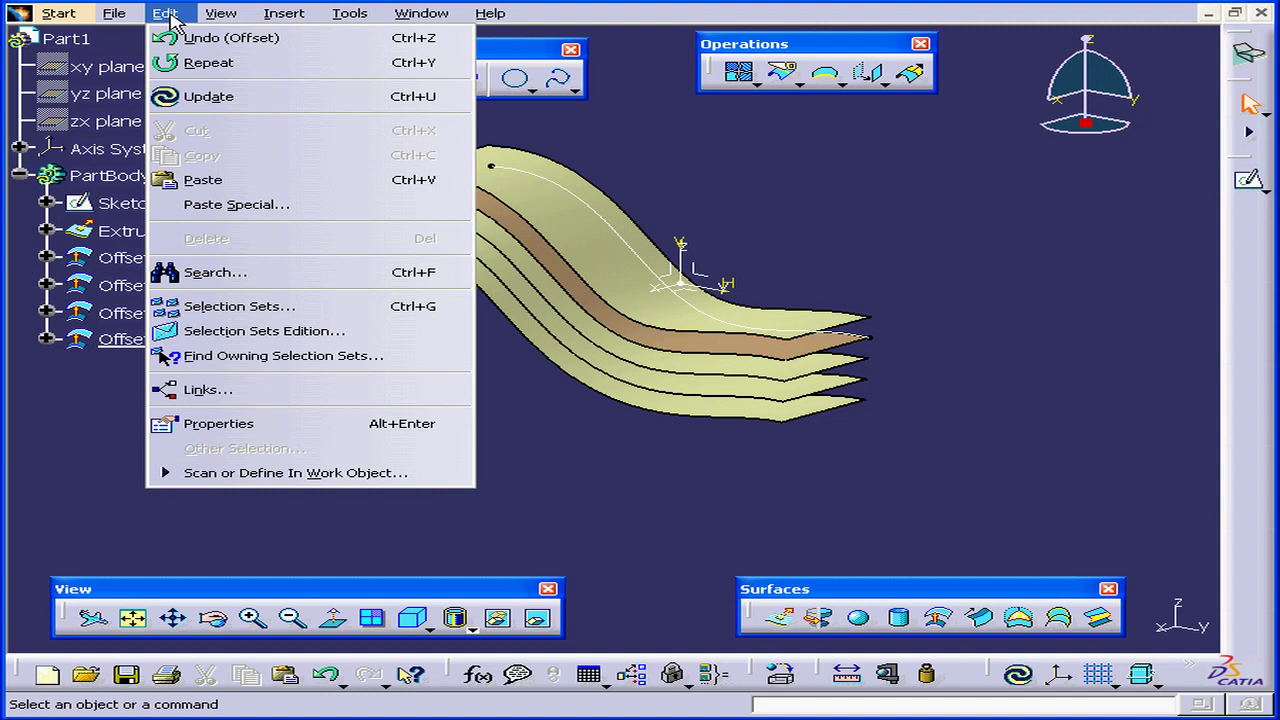 Start File Edit View Insert Tools Window Help
Part1
xy plane
yz plane
zx plane
Axis Sys
PartBody
Sketc
Extru
Offse
Offse
Offse
Offse
Undo (Offset) Ctrl+Z
Repeat Ctrl+Y
Update Ctrl+U
Cut Ctrl+X
Copy Ctrl+C
Paste Ctrl+V
Paste Special...
Delete Del
Search... Ctrl+F
Selection Sets... Ctrl+G
Selection Sets Edition...
Find Owning Selection Sets...
Links...
Properties Alt+Enter
Other Selection...
Scan or Define In Work Object...
Operations
z
x
y
H
View
Surfaces
z
x
y
f(x)
CATIA
Select an object or a command